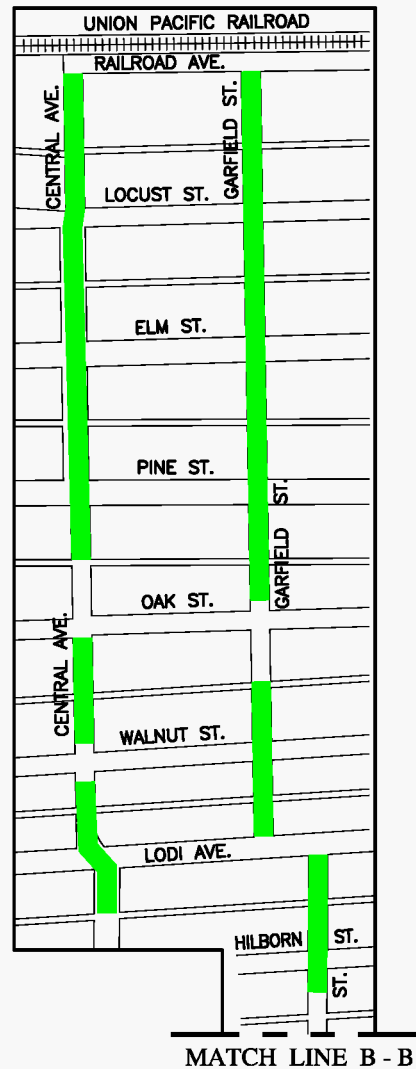 UNION PACIFIC RAILROAD
RAILROAD AVE.
CENTRAL AVE.
GARFIELD ST.
LOCUST ST.
ELM ST.
PINE ST.
GARFIELD ST.
OAK ST.
CENTRAL AVE.
WALNUT ST.
LODI AVE.
HILBORN ST.
ST.
MATCH LINE B - B